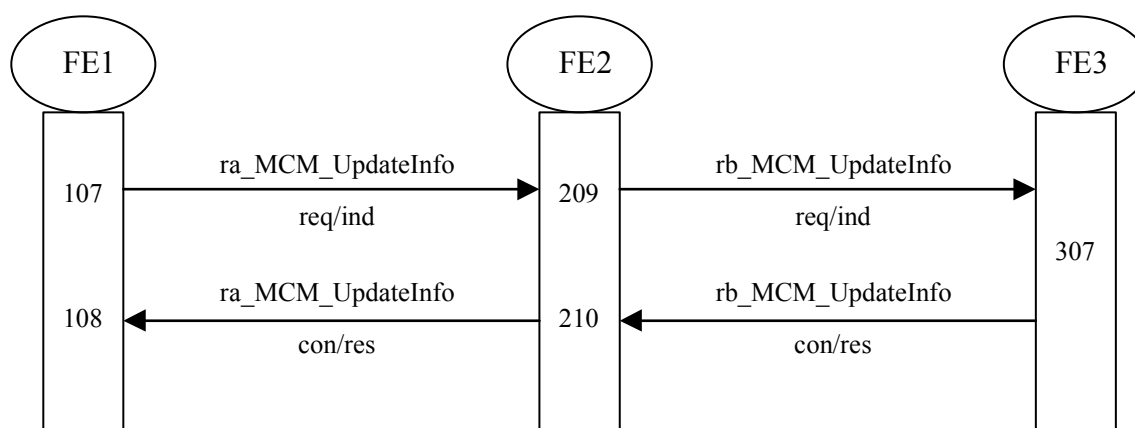 FE1 FE2 FE3
ra_MCM_UpdateInfo rb_MCM_UpdateInfo
107 209
req/ind req/ind
307
ra_MCM_UpdateInfo rb_MCM_UpdateInfo
108 210
con/res con/res